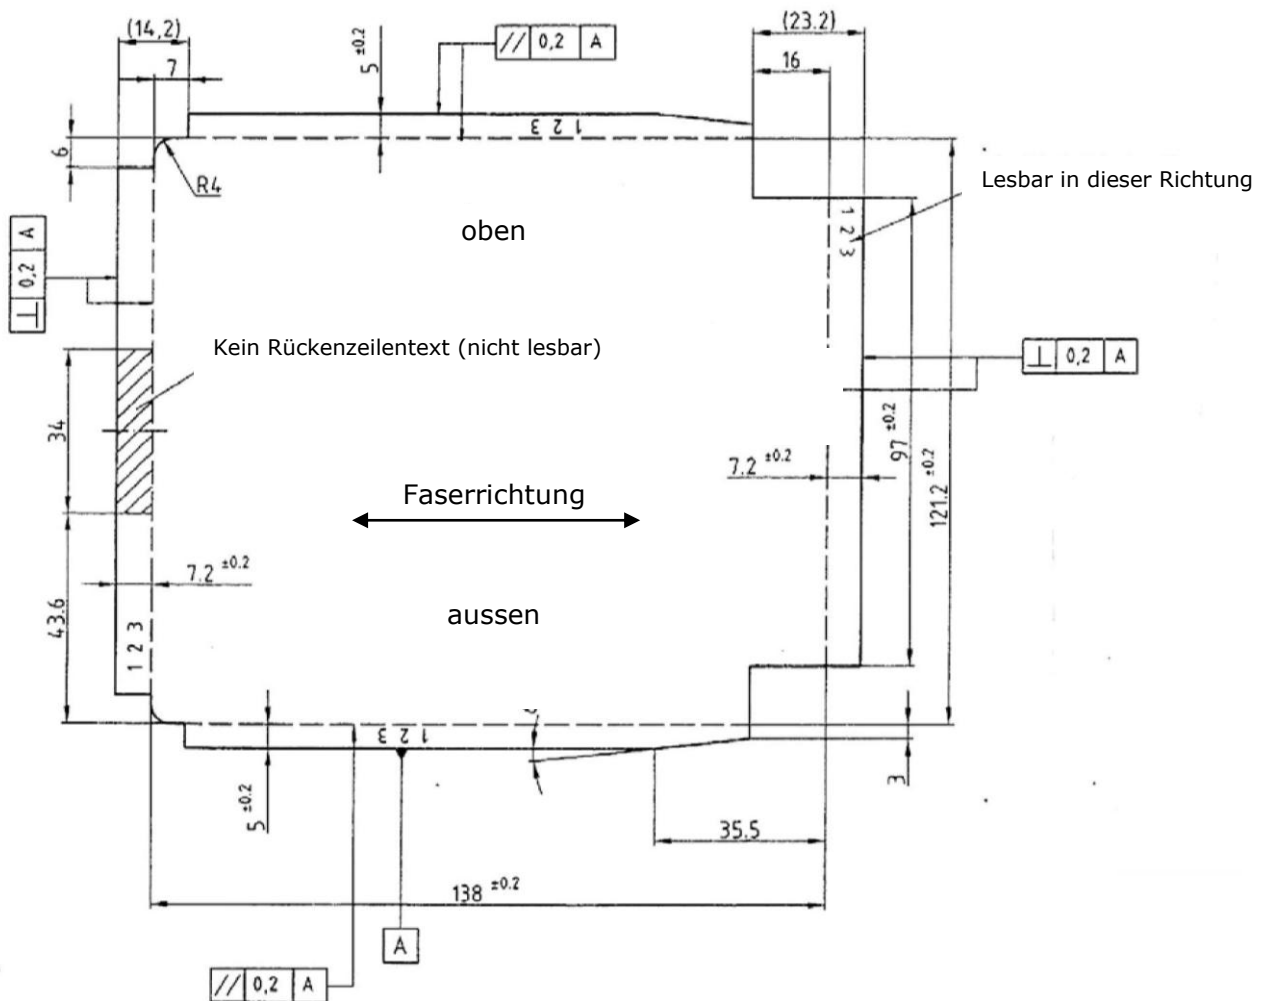 (14,2)
7
5 ±0.2
// 0,2 A
(23.2)
16
1 2 3
6
R4
Lesbar in dieser Richtung
1 2 3
oben
⊥ 0,2 A
Kein Rückenzeilentext (nicht lesbar)
⊥ 0,2 A
34
97 ±0.2
7.2 ±0.2
121.2 ±0.2
Faserrichtung
7.2 ±0.2
43.6
aussen
1 2 3
1 2 3
3
5 ±0.2
35.5
138 ±0.2
A
// 0,2 A